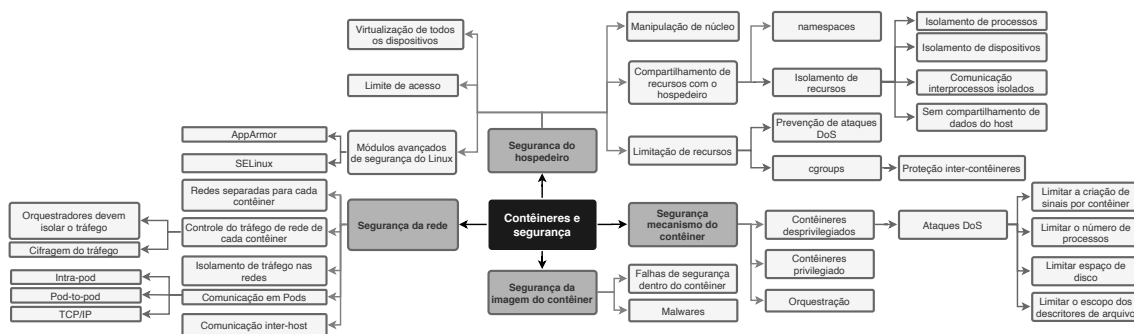 Virtualização de todos
os dispositivos
Limite de acesso
Módulos avançados
de segurança do Linux
AppArmor
SELinux
Seguranca do
hospedeiro
Manipulação de núcleo
Compartilhamento de
recursos com o
hospedeiro
namespaces
Isolamento de
recursos
Isolamento de processos
Isolamento de dispositivos
Comunicação
interprocessos isolados
Sem compartilhamento de
dados do host
Limitação de recursos
Prevenção de ataques
DoS
cgroups
Proteção inter-contêineres
Contêineres e
segurança
Segurança da rede
Redes separadas para cada
contêiner
Controle do tráfego de rede de
cada contêiner
Orquestradores devem
isolar o tráfego
Cifragem do tráfego
Isolamento de tráfego nas
redes
Comunicação em Pods
Intra-pod
Pod-to-pod
TCP/IP
Comunicação inter-host
Segurança
mecanismo do
contêiner
Contêineres
desprivilegiados
Ataques DoS
Limitar a criação de
sinais por contêiner
Limitar o número de
processos
Limitar espaço de
disco
Limitar o escopo dos
descritores de arquivo
Contêineres
privilegiado
Orquestração
Segurança da
imagem do contêiner
Falhas de segurança
dentro do contêiner
Malwares